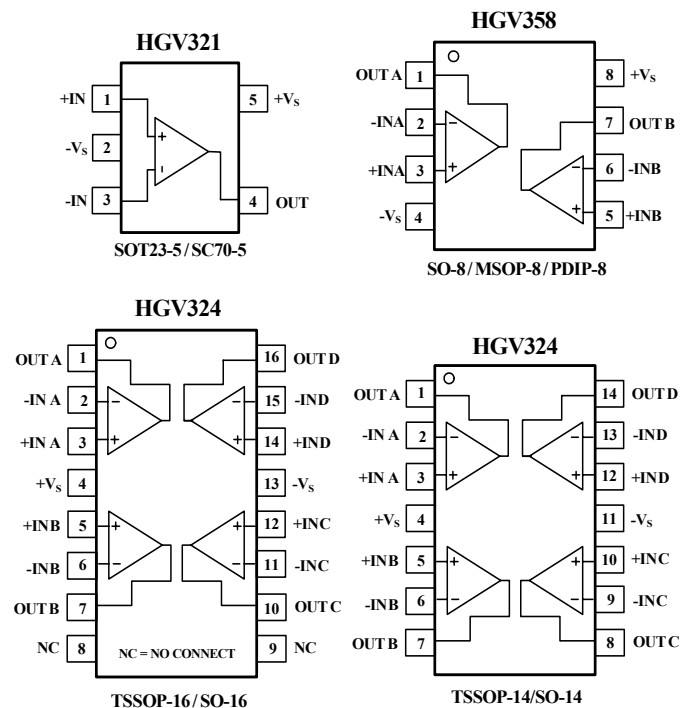 HGV321
+IN 1 5 +VS
-VS 2
-IN 3 4 OUT
+
-
SOT23-5 / SC70-5
HGV358
OUT A 1 8 +VS
-INA 2 7 OUT B
+INA 3 6 -INB
-VS 4 5 +INB
− −
+ +
SO-8 / MSOP-8 / PDIP-8
HGV324
OUT A 1 16 OUT D
-IN A 2 − − 15 -IND
+IN A 3 + + 14 +IND
+VS 4 13 -VS
+INB 5 + + 12 +INC
-INB 6 − − 11 -INC
OUT B 7 10 OUT C
NC 8 NC = NO CONNECT 9 NC
TSSOP-16 / SO-16
HGV324
OUT A 1 14 OUT D
-IN A 2 − − 13 -IND
+IN A 3 + + 12 +IND
+VS 4 11 -VS
+INB 5 + + 10 +INC
-INB 6 − − 9 -INC
OUT B 7 8 OUT C
TSSOP-14/SO-14